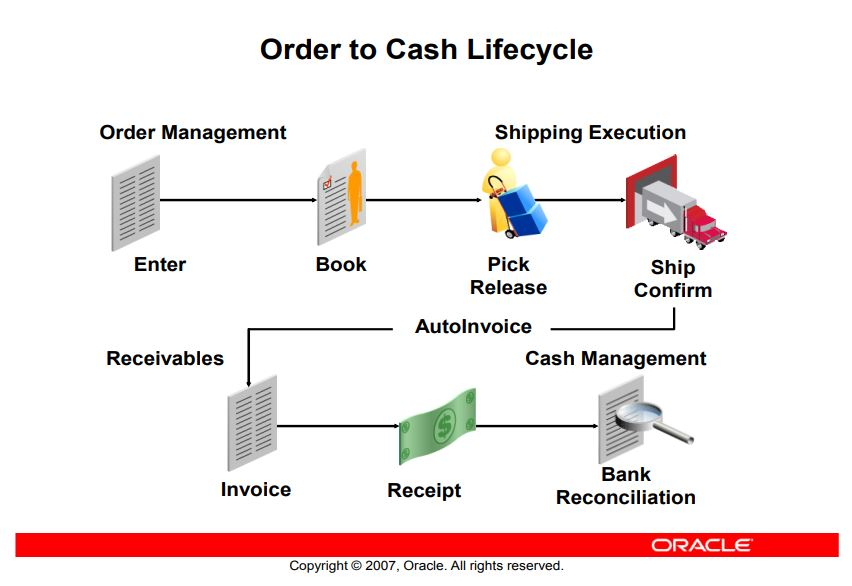 Order to Cash Lifecycle
Order Management
Shipping Execution
Enter
Book
Pick
Release
Ship
Confirm
AutoInvoice
Receivables
Cash Management
$
Invoice
Receipt
Bank
Reconciliation
ORACLE
Copyright © 2007, Oracle. All rights reserved.